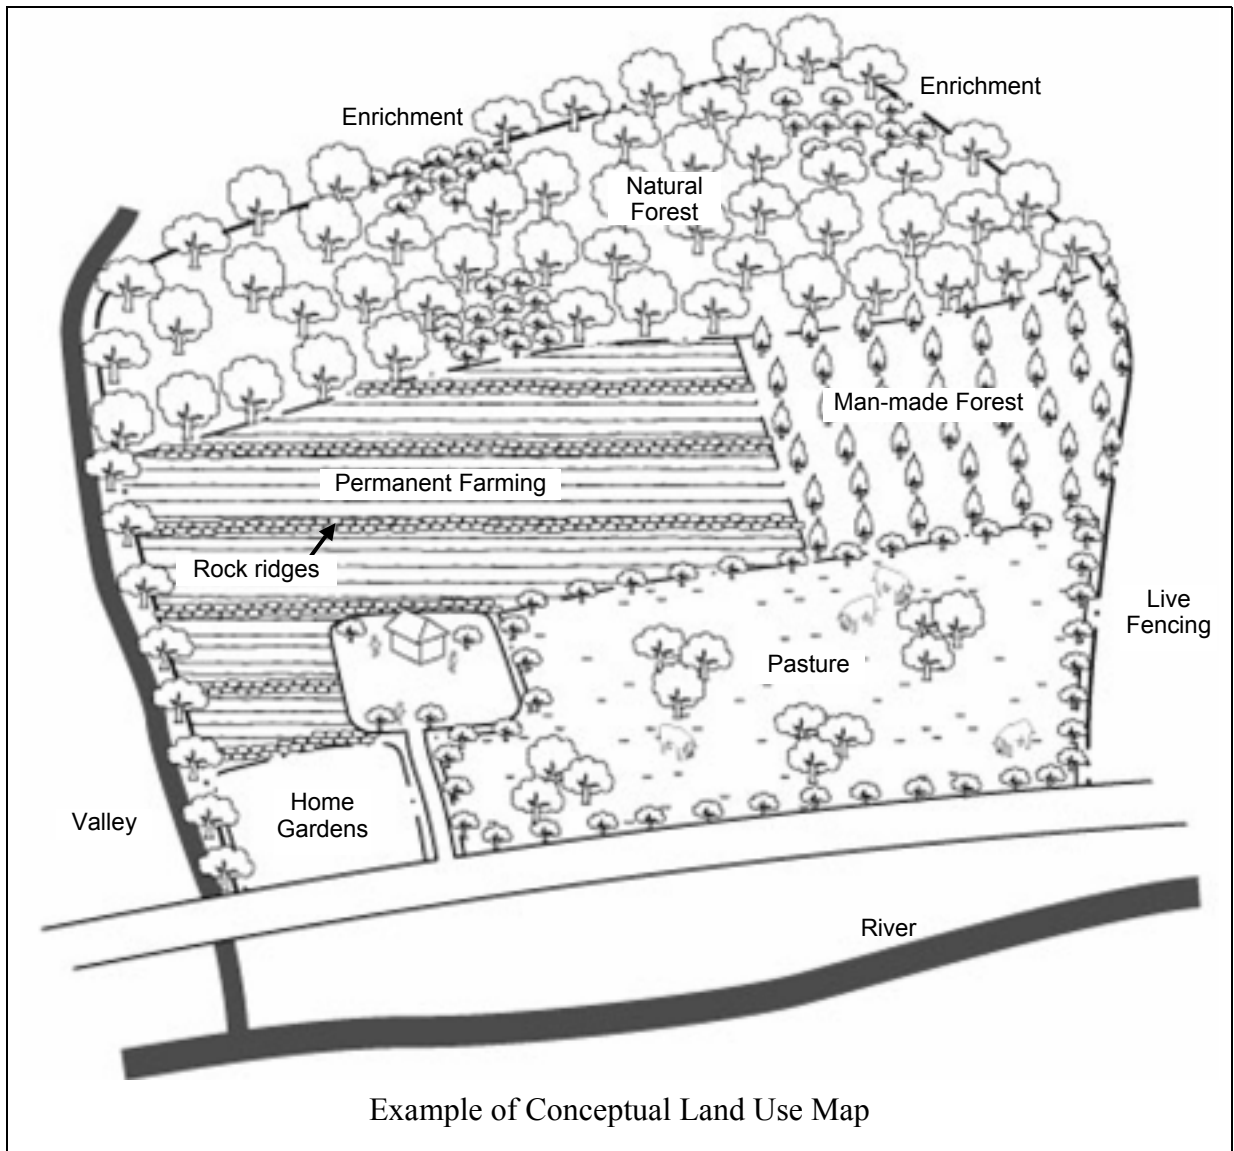 Enrichment
Enrichment
Natural
Forest
Man-made Forest
Permanent Farming
Rock ridges
Live
Fencing
Pasture
Home
Gardens
Valley
River
Example of Conceptual Land Use Map